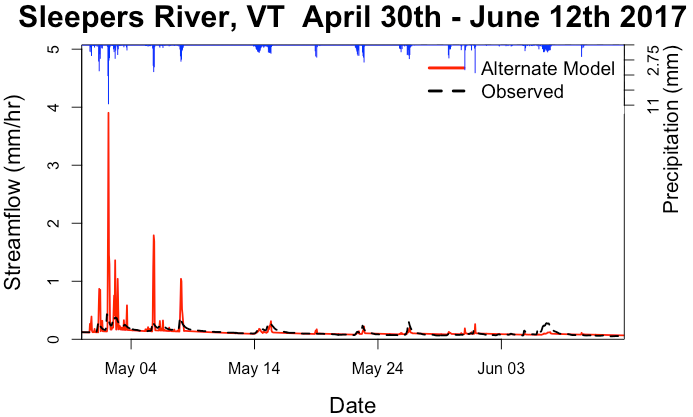 Sleepers River, VT  April 30th - June 12th 2017
Streamflow (mm/hr)
5
4
3
2
1
0
Alternate Model
Observed
2.75
11
Precipitation (mm)
May 04
May 14
May 24
Jun 03
Date